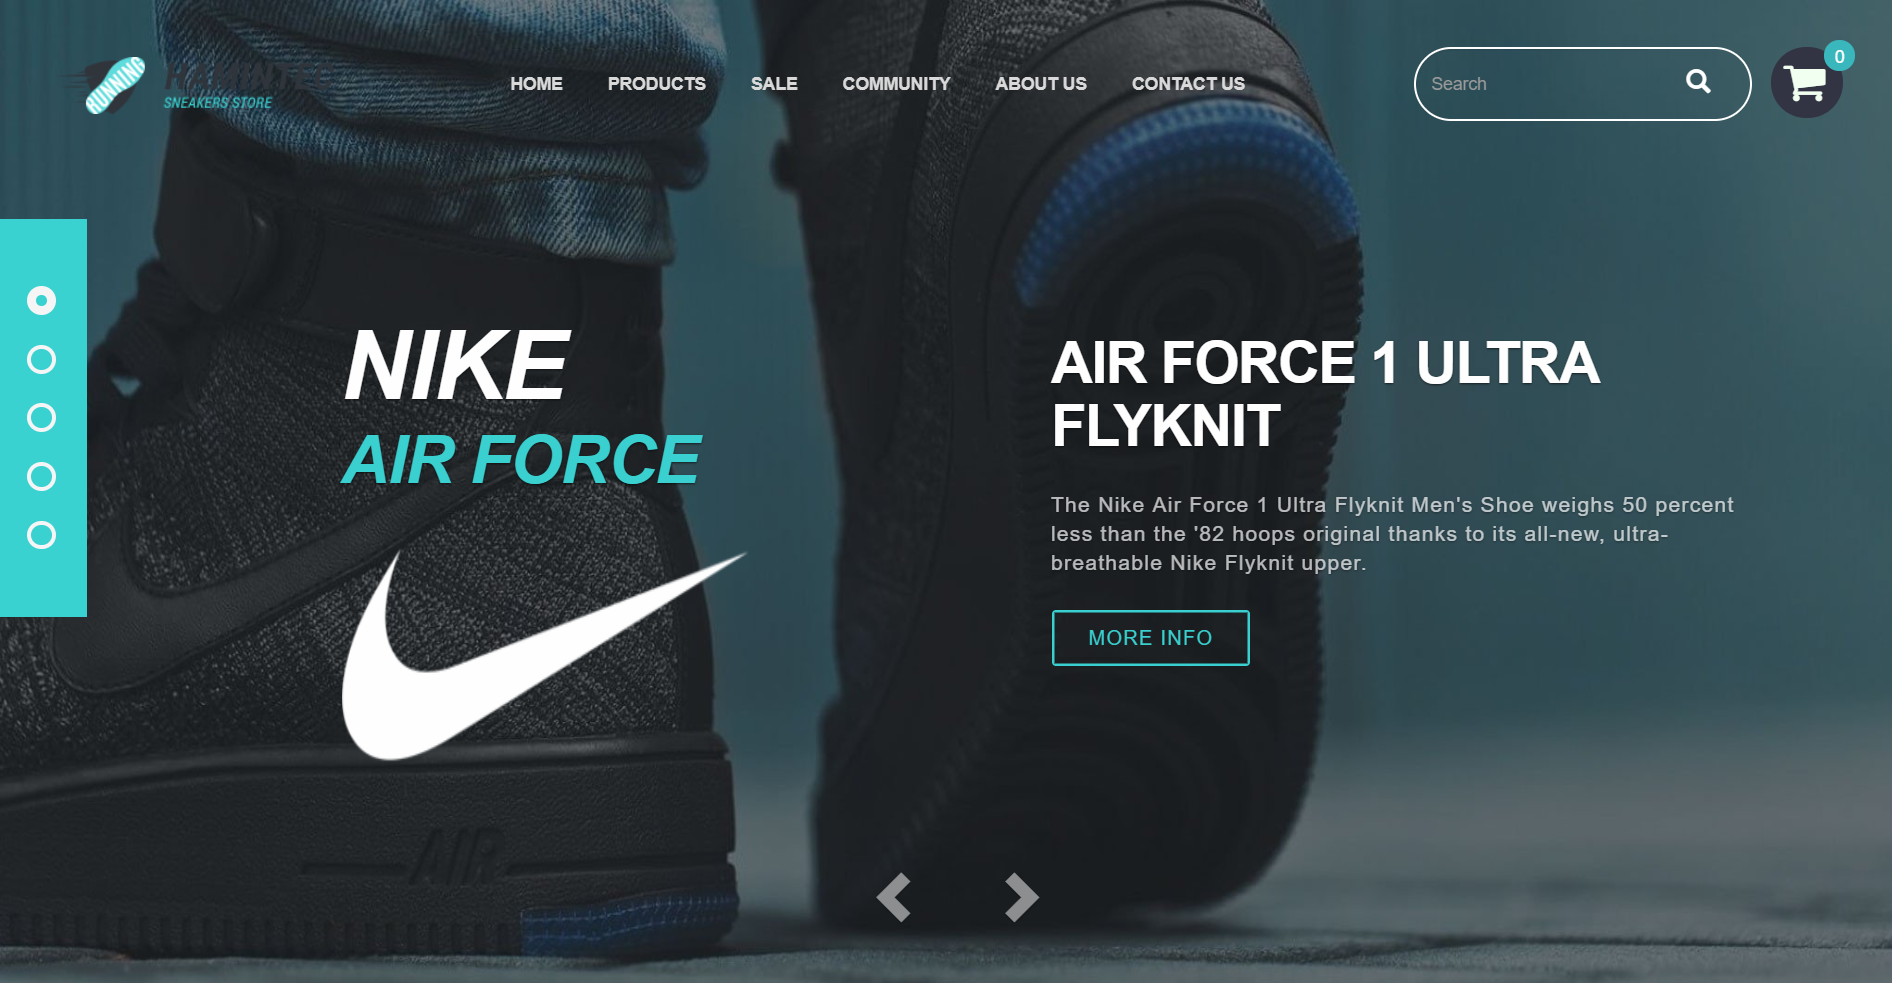 RUNNING
SNEAKERS STORE
HOME PRODUCTS SALE COMMUNITY ABOUT US CONTACT US
Search
0
NIKE
AIR FORCE
AIR FORCE 1 ULTRA
FLYKNIT
The Nike Air Force 1 Ultra Flyknit Men's Shoe weighs 50 percent
less than the '82 hoops original thanks to its all-new, ultra-
breathable Nike Flyknit upper.
MORE INFO
AIR